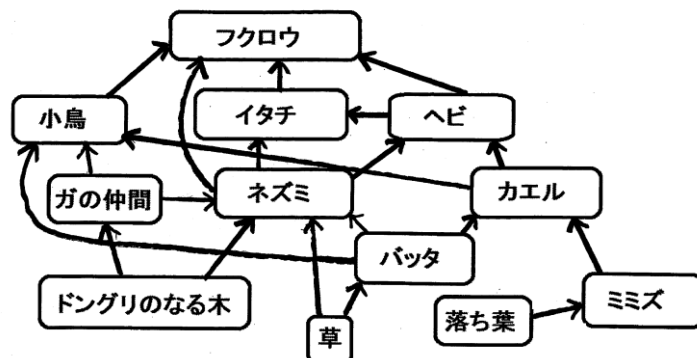 フクロウ
小鳥
イタチ
ヘビ
ガの仲間
ネズミ
カエル
バッタ
ドングリのなる木
草
落ち葉
ミミズ